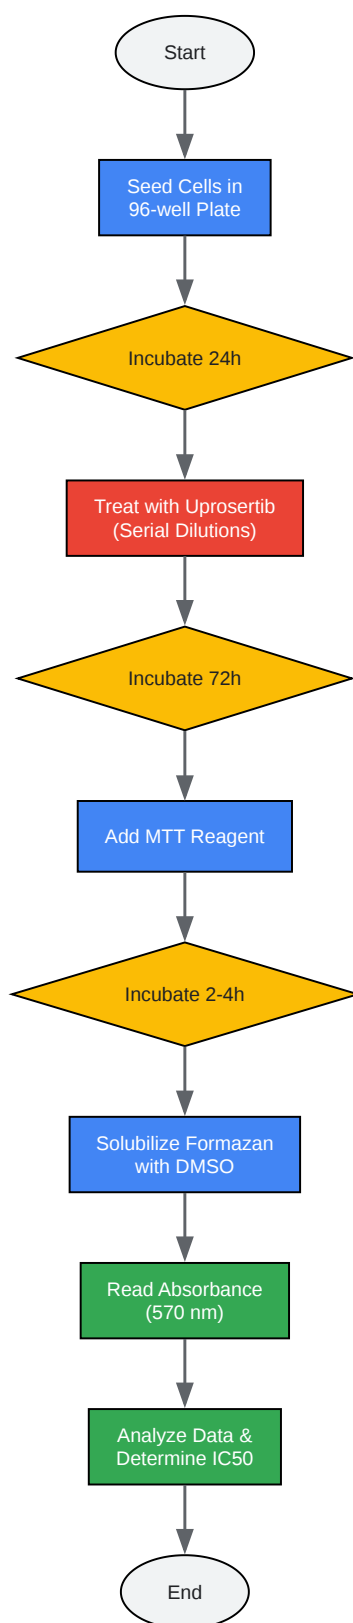 Start
Seed Cells in
96-well Plate
Incubate 24h
Treat with Uprosertib
(Serial Dilutions)
Incubate 72h
Add MTT Reagent
Incubate 2-4h
Solubilize Formazan
with DMSO
Read Absorbance
(570 nm)
Analyze Data &
Determine IC50
End